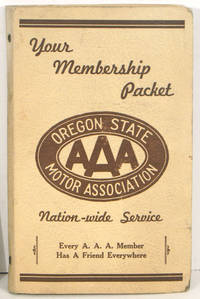 Your
Membership
Packet
OREGON STATE
AAA
MOTOR ASSOCIATION
Nation-wide Service
Every A. A. A. Member
Has A Friend Everywhere